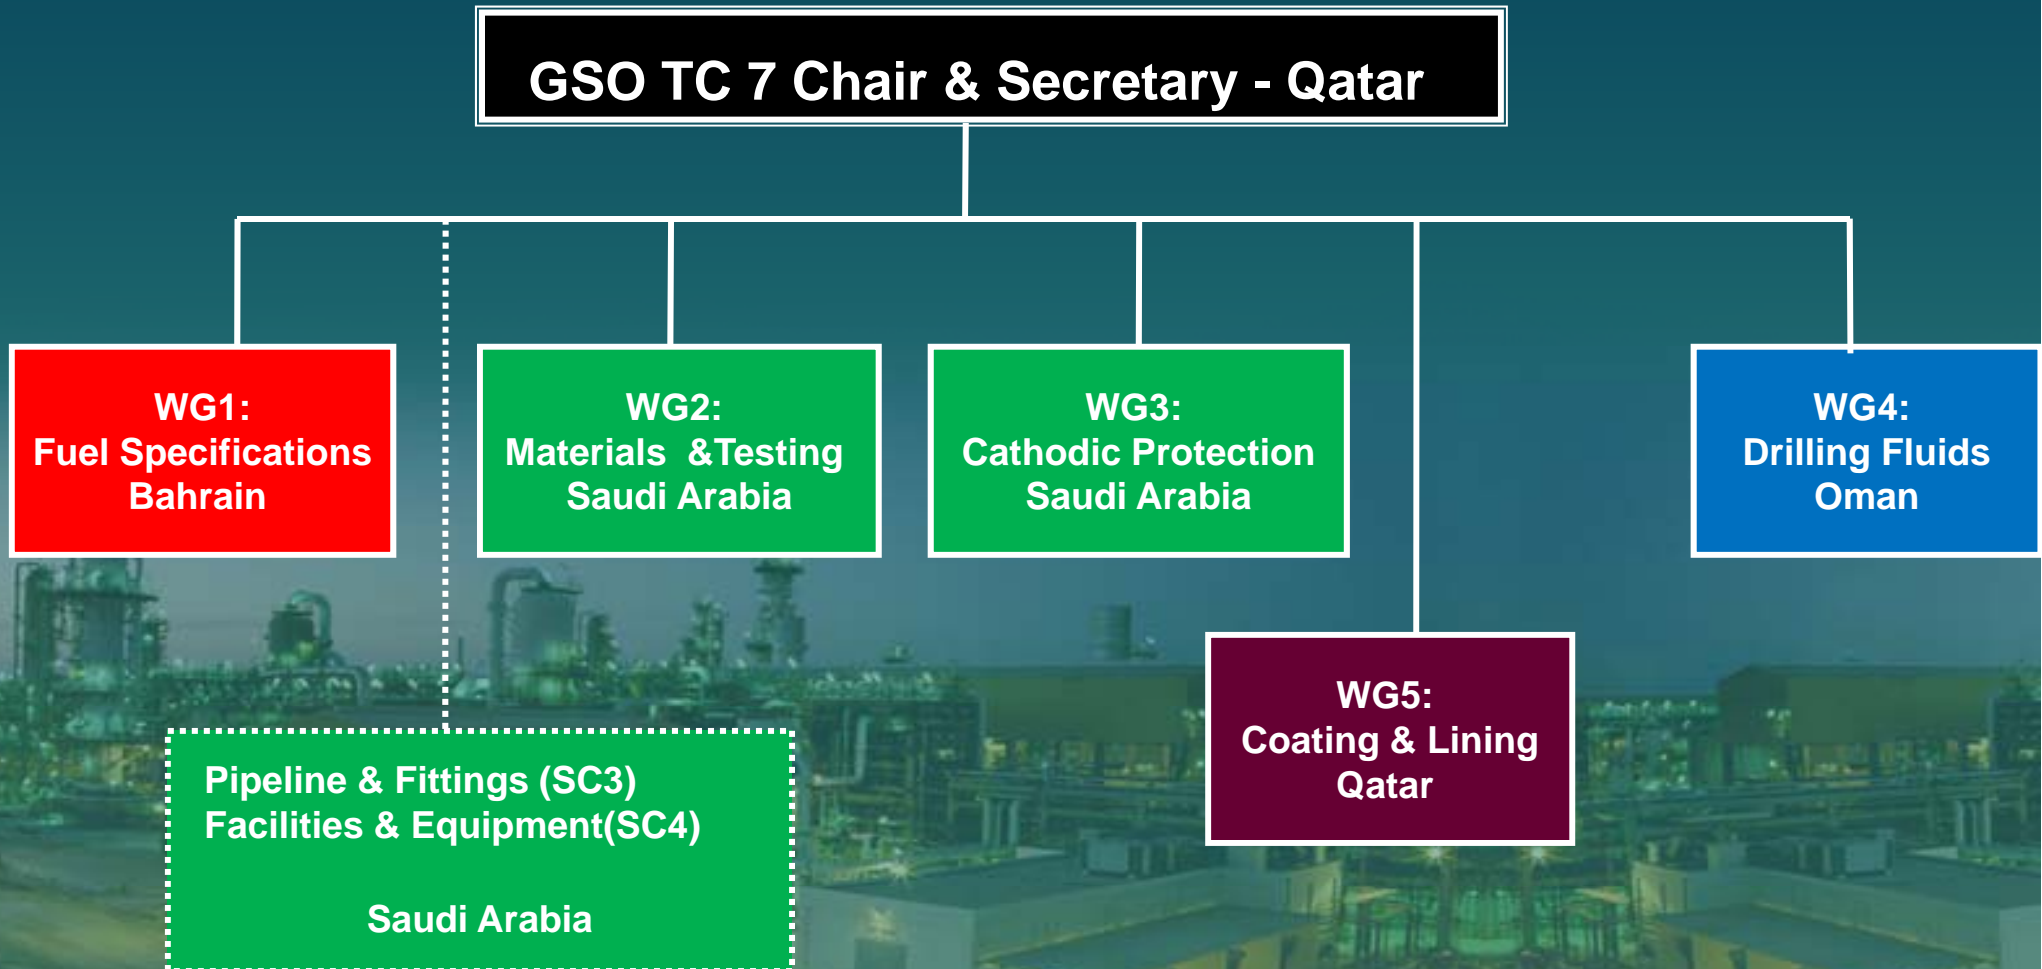 GSO TC 7 Chair & Secretary - Qatar
WG1:
Fuel Specifications
Bahrain
WG2:
Materials &Testing
Saudi Arabia
WG3:
Cathodic Protection
Saudi Arabia
WG4:
Drilling Fluids
Oman
WG5:
Coating & Lining
Qatar
Pipeline & Fittings (SC3)
Facilities & Equipment(SC4)
Saudi Arabia